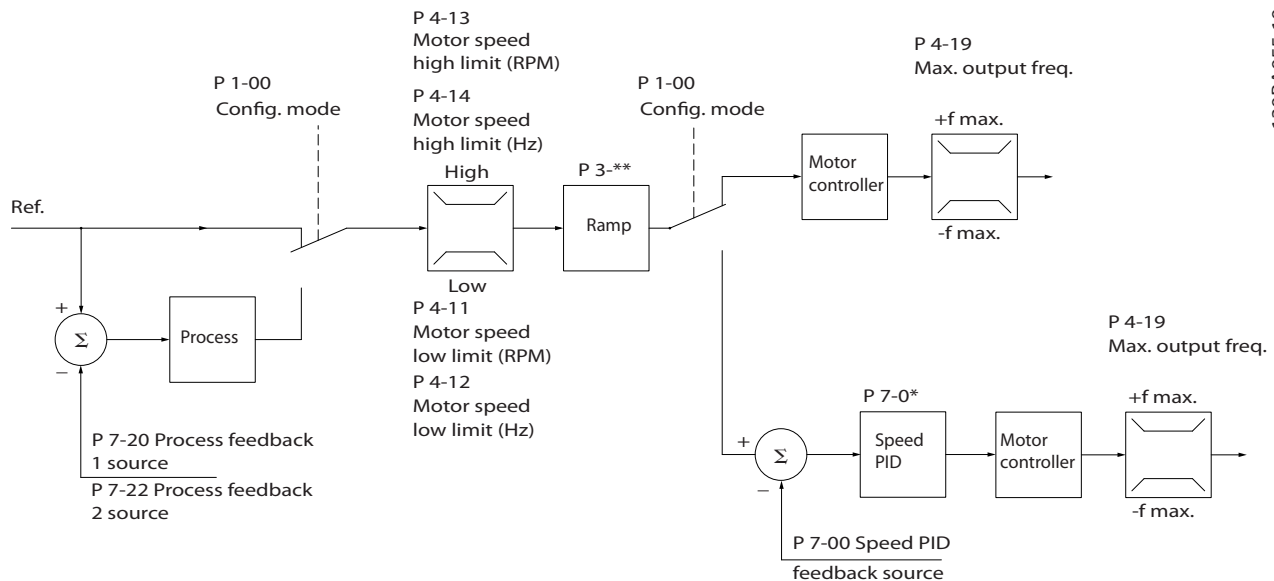 P 4-13
Motor speed
high limit (RPM)
P 4-14
Motor speed
high limit (Hz)
High
P 1-00
Config. mode
P 1-00
Config. mode
P 4-19
Max. output freq.
+f max.
-f max.
Motor
controller
P 3-**
Ramp
Ref.
Low
P 4-11
Motor speed
low limit (RPM)
P 4-12
Motor speed
low limit (Hz)
+
Σ
−
Process
P 7-20 Process feedback
1 source
P 7-22 Process feedback
2 source
P 4-19
Max. output freq.
+f max.
-f max.
P 7-0*
+
Σ
−
Speed
PID
Motor
controller
P 7-00 Speed PID
feedback source